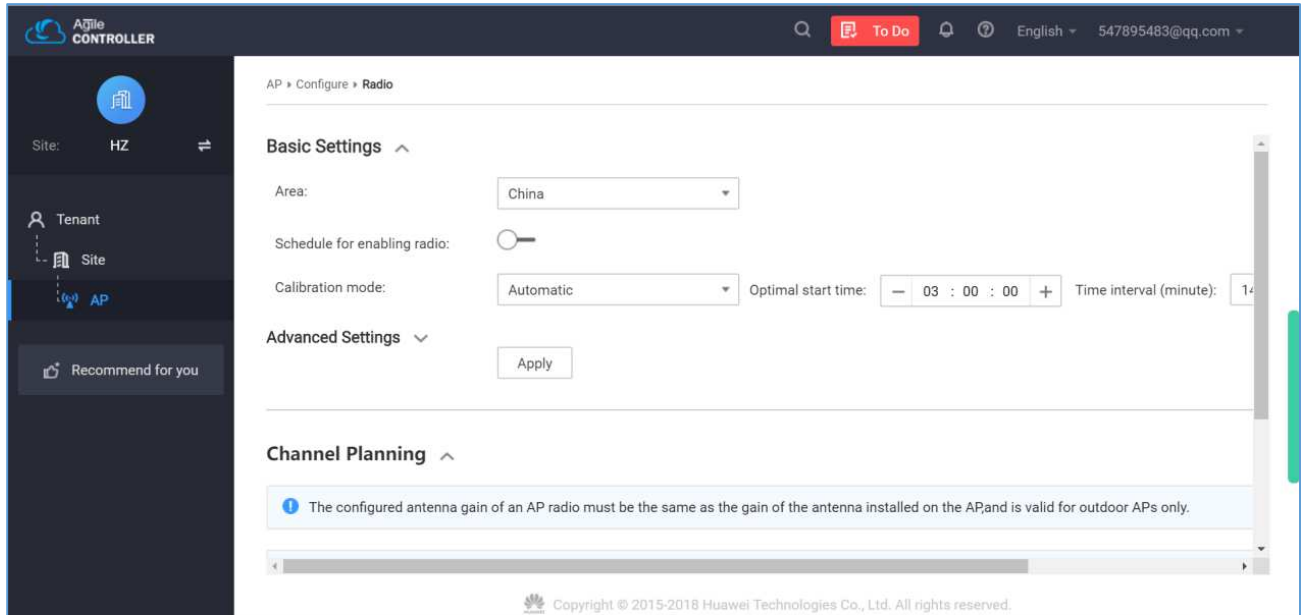 Agile
CONTROLLER
To Do
English
547895483@qq.com
Site: HZ
Tenant
Site
AP
Recommend for you
AP Configure Radio
Basic Settings
Area: China
Schedule for enabling radio:
Calibration mode: Automatic Optimal start time: — 03 : 00 : 00 + Time interval (minute):
Advanced Settings
Apply
Channel Planning
The configured antenna gain of an AP radio must be the same as the gain of the antenna installed on the AP,and is valid for outdoor APs only.
HUAWEI Copyright © 2015-2018 Huawei Technologies Co., Ltd. All rights reserved.